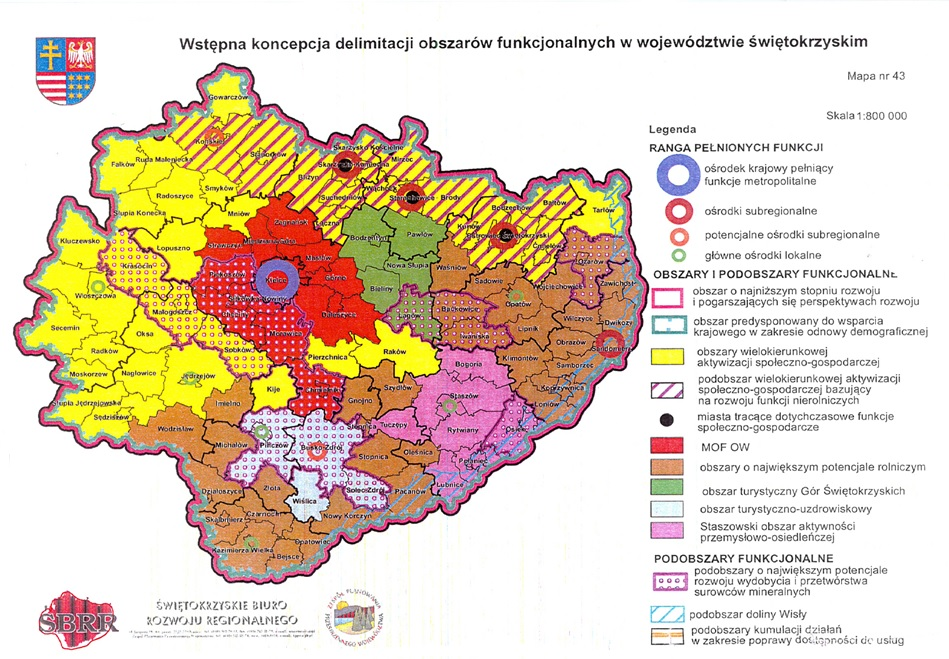 Wstępna koncepcja delimitacji obszarów funkcjonalnych w województwie świętokrzyskim
Mapa nr 43
Skala 1:800 000
Legenda
RANGA PEŁNIONYCH FUNKCJI
ośrodek krajowy pełniący
funkcje metropolitalne
ośrodki subregionalne
potencjalne ośrodki subregionalne
główne ośrodki lokalne
OBSZARY I PODOBSZARY FUNKCJONALNE
obszar o najniższym stopniu rozwoju
i pogarszających się perspektywach rozwoju
obszar predysponowany do wsparcia
krajowego w zakresie odnowy demograficznej
obszary wielokierunkowej
aktywizacji społeczno-gospodarczej
podobszar wielokierunkowej aktywizacji
społeczno-gospodarczej bazujący
na rozwoju funkcji nierolniczych
miasta tracące dotychczasowe funkcje
społeczno-gospodarcze
MOF OW
obszary o największym potencjale rolniczym
obszar turystyczny Gór Świętokrzyskich
obszar turystyczno-uzdrowiskowy
Staszowski obszar aktywności
przemysłowo-osiedleńczej
PODOBSZARY FUNKCJONALNE
podobszary o największym potencjale
rozwoju wydobycia i przetwórstwa
surowców mineralnych
podobszar doliny Wisły
podobszary kumulacji działań
w zakresie poprawy dostępności do usług
Gowarczów
Końskie
Ruda Maleniecka
Fałków
Stąporków
Skarżysko Kościelne
Skarżysko-Kamienna
Mirzec
Bliżyn
Wąchock
Suchedniów
Starachowice
Brody
Radoszyce
Smyków
Słupia Konecka
Mniów
Łączna
Bodzechów
Bałtów
Tarłów
Kunów
Ostrowiec Świętokrzyski
Ćmielów
Zagnańsk
Bodzentyn
Pawłów
Kluczewsko
Łopuszno
Strawczyn
Miedziana Góra
Masłów
Krasocin
Piekoszów
Kielce
Górno
Nowa Słupia
Waśniów
Ożarów
Sadowie
Wojciechowice
Zawichost
Włoszczowa
Bieliny
Opatów
Sitkówka-Nowiny
Małogoszcz
Chęciny
Daleszyce
Łagów
Baćkowice
Wilczyce
Dwikozy
Secemin
Oksa
Morawica
Iwaniska
Lipnik
Obrazów
Sandomierz
Radków
Sobków
Pierzchnica
Raków
Klimontów
Samborzec
Moskorzew
Nagłowice
Jędrzejów
Bogoria
Koprzywnica
Kije
Chmielnik
Szydłów
Staszów
Łoniów
Słupia Jędrzejowska
Imielno
Gnojno
Sędziszów
Wodzisław
Tuczępy
Rytwiany
Osiek
Michałów
Pińczów
Busko-Zdrój
Stopnica
Oleśnica
Połaniec
Łubnice
Działoszyce
Złota
Wiślica
Solec-Zdrój
Pacanów
Skalbmierz
Czarnocin
Nowy Korczyn
Kazimierza Wielka
Opatowiec
Bejsce
SBRR
ŚWIĘTOKRZYSKIE BIURO
ROZWOJU REGIONALNEGO